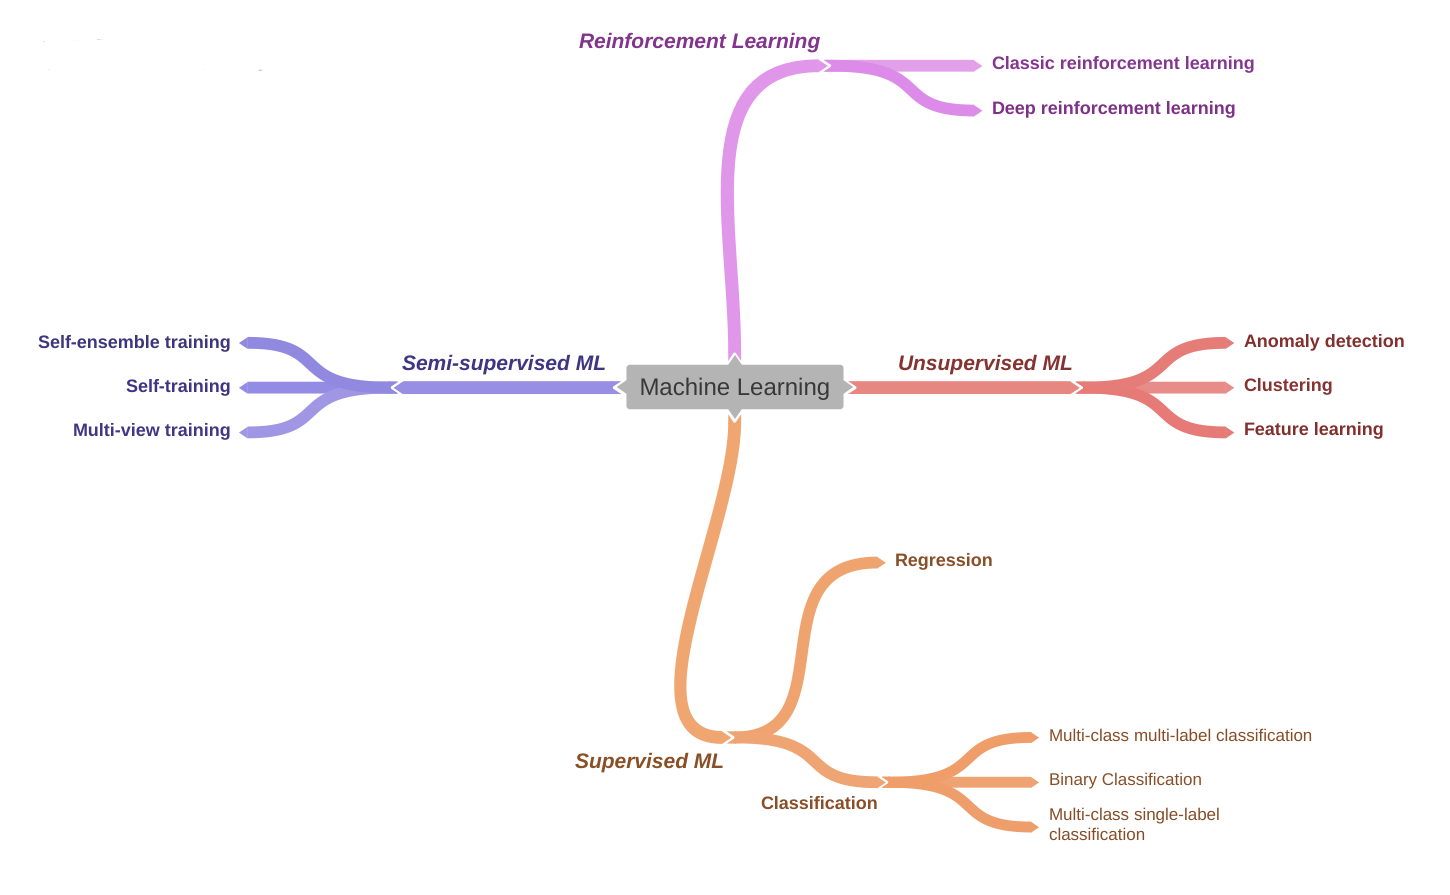 Reinforcement Learning
Classic reinforcement learning
Deep reinforcement learning
Self-ensemble training
Self-training
Multi-view training
Semi-supervised ML
Machine Learning
Unsupervised ML
Anomaly detection
Clustering
Feature learning
Regression
Supervised ML
Classification
Multi-class multi-label classification
Binary Classification
Multi-class single-label
classification